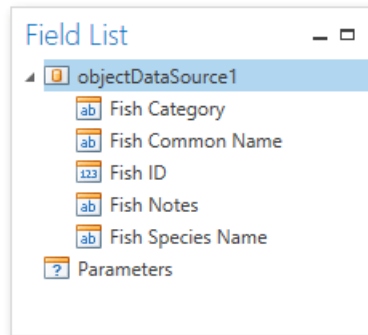 Field List
objectDataSource1
ab Fish Category
ab Fish Common Name
123 Fish ID
ab Fish Notes
ab Fish Species Name
? Parameters